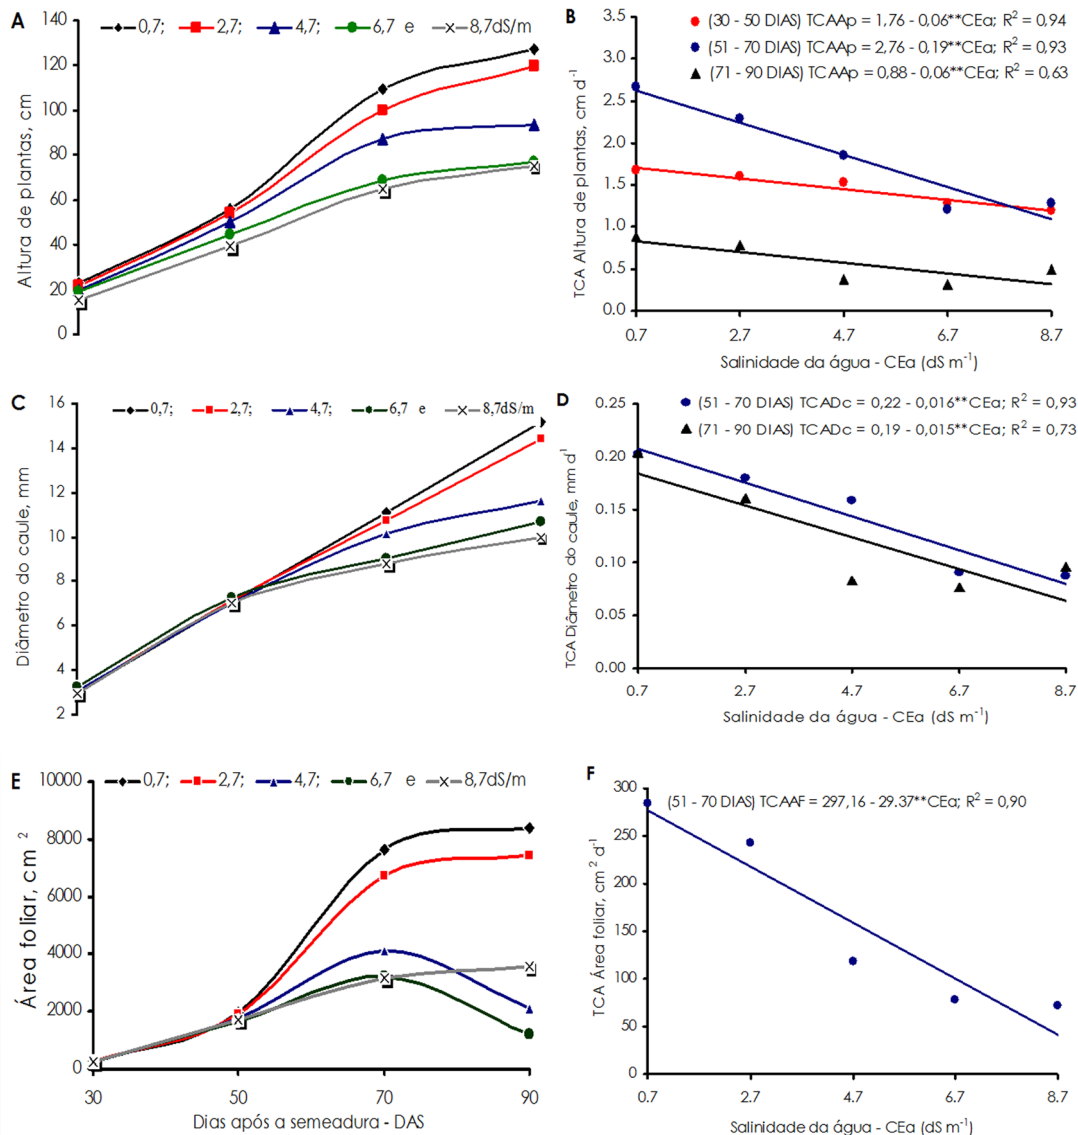 A
0,7; 2,7; 4,7; 6,7 e 8,7dS/m
Altura de plantas, cm
140
120
100
80
60
40
20
0
B
(30 - 50 DIAS) TCAAp = 1,76 - 0,06**CEa; R² = 0,94
(51 - 70 DIAS) TCAAp = 2,76 - 0,19**CEa; R² = 0,93
(71 - 90 DIAS) TCAAp = 0,88 - 0,06**CEa; R² = 0,63
TCA Altura de plantas, cm d⁻¹
3.5
3.0
2.5
2.0
1.5
1.0
0.5
0.0
0.7 2.7 4.7 6.7 8.7
Salinidade da água - CEa (dS m⁻¹)
C
0,7; 2,7; 4,7; 6,7 e 8,7dS/m
Diâmetro do caule, mm
16
14
12
10
8
6
4
2
D
(51 - 70 DIAS) TCADc = 0,22 - 0,016**CEa; R² = 0,93
(71 - 90 DIAS) TCADc = 0,19 - 0,015**CEa; R² = 0,73
TCA Diâmetro do caule, mm d⁻¹
0.25
0.20
0.15
0.10
0.05
0.00
0.7 2.7 4.7 6.7 8.7
Salinidade da água - CEa (dS m⁻¹)
E
0,7; 2,7; 4,7; 6,7 e 8,7dS/m
Área foliar, cm ²
10000
8000
6000
4000
2000
0
30 50 70 90
Dias após a semeadura - DAS
F
(51 - 70 DIAS) TCAAF = 297,16 - 29.37**CEa; R² = 0,90
TCA Área foliar, cm ² d⁻¹
300
250
200
150
100
50
0
0.7 2.7 4.7 6.7 8.7
Salinidade da água - CEa (dS m⁻¹)